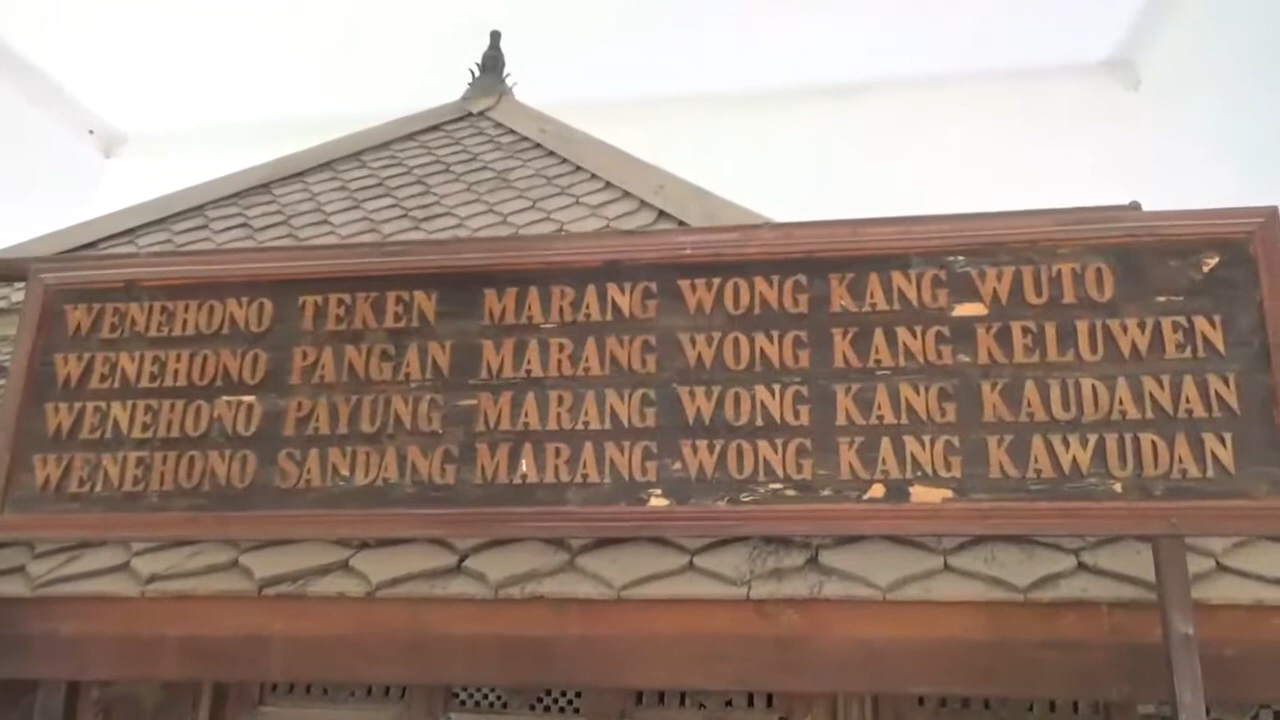 WENEHONO TEKEN MARANG WONG KANG WUTO
WENEHONO PANGAN MARANG WONG KANG KELUWEN
WENEHONO PAYUNG MARANG WONG KANG KAUDANAN
WENEHONO SANDANG MARANG WONG KANG KAWUDAN